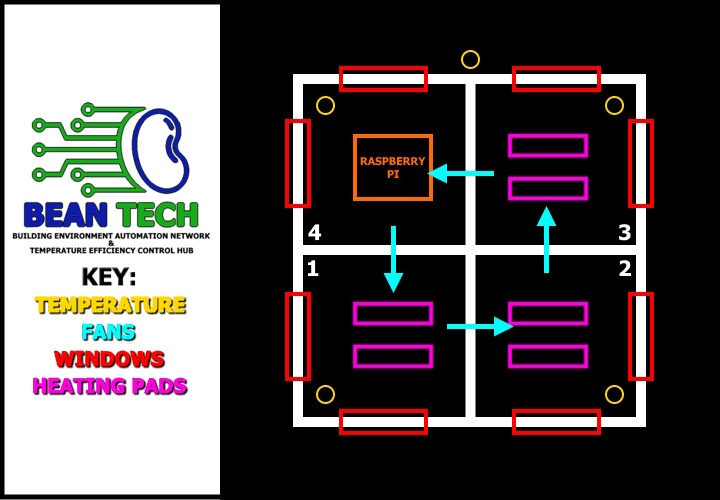 BEAN TECH
BUILDING ENVIRONMENT AUTOMATION NETWORK
&
TEMPERATURE EFFICIENCY CONTROL HUB
KEY:
TEMPERATURE
FANS
WINDOWS
HEATING PADS
RASPBERRY
PI
4
3
1
2